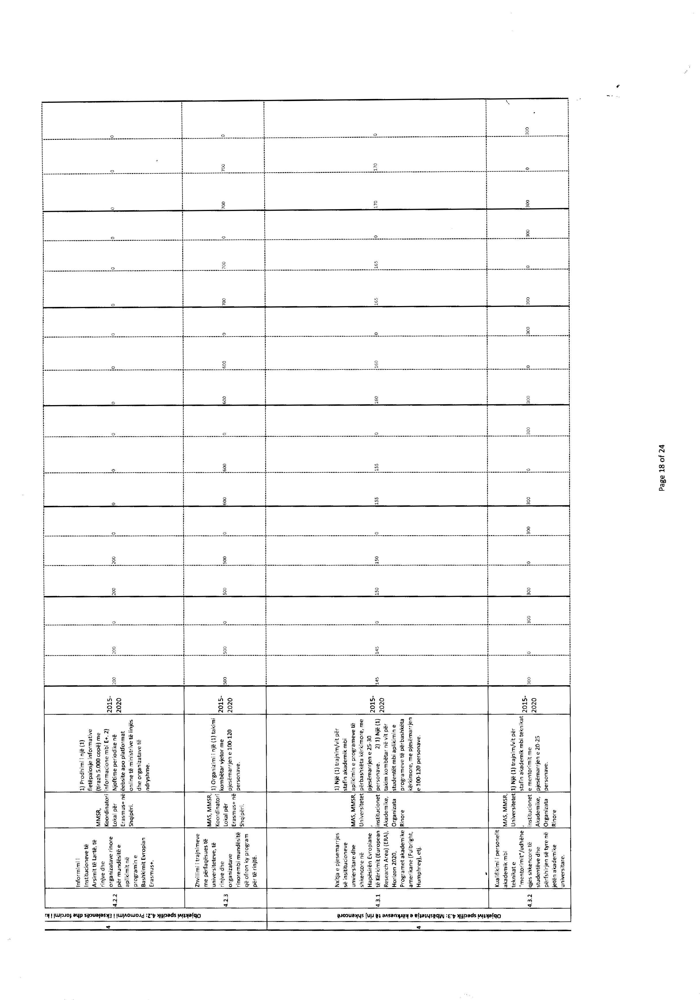 4
Objektivi specifik 4.2: Promovimi i Ekselencës dhe forcimi i k
4.2.2
Informimi i
Institucioneve të
Arsimit të Lartë, të
rinjve dhe
organizatave rinore
për mundësitë e
aplikimit në
programin e
Bashkimit Evropian
Erasmus+.
MMSR,
Koordinatori
Lokal për
Erasmus+ në
Shqipëri.
1) Prodhimi i një (1)
fletëpalosje informative
(tirazh 5.000 copë) me
informacione mbi E+. 2)
Njoftime periodike në
ëebsite apo platformat
online të ministrive të linjës
dhe organizatave të
ndryshme.
2015-
2020
200 200 0 200 200 0 0 0 0 0 0 0 0 0 0 0 0 0
4.2.3
Zhvillimi i trajnimeve
me përfaqësues të
universiteteve, të
rinjve dhe
organizatave
rinorembi mundësitë
që ofron ky program
për të rinjtë.
MAS, MMSR,
Koordinatori
Lokal për
Erasmus+ në
Shqipëri.
1) Organizimi i një (1) takimi
kombëtar vjetor me
pjesëmarrjen e 100-120
personave.
2015-
2020
500 500 0 500 500 0 600 600 0 600 600 0 700 700 0 700 700 0
4
Objektivi specifik 4.3: Mbështetja e kërkuesve të rinj shkencorë
4.3.1
Nxitja e pjesemarrjes
së insititucioneve
unviersitare dhe
shkencore në
Hapësirën Evropiane
të Kërkimit (European
Research Area) (ERA),
Horizon 2020,
Programet akademike
amerikane (Fulbright,
Humphrey), etj.
MAS, MMSR,
Universitetet
,
institucionet
Akademike,
Organizata
Rinore
1) Një (1) trajnim/vit për
stafin akademik mbi
aplikimin e programeve të
përbashkëta kërkimore, me
pjesëmarrjen e 25-30
personave. 2) 1) Një (1)
takim kombëtar në vit për
studentët mbi aplikimin e
programeve të përbashkëta
kërkimore, me pjesëmarrjen
e 100-120 personave.
2015-
2020
145 145 0 150 150 0 155 155 0 160 160 0 165 165 0 170 170 0
4.3.2
Kualifikimi i personelit
akademik mbi
teknikat e
"mentorimit"/udhëhe
qjes shkencore të
studentëve dhe
përfshirjen së tyre në
jetën akademike
universitare.
MAS, MMSR,
Universitetet
,
institucionet
Akademike,
Organizata
Rinore
1) Një (1) trajnim/vit për
stafin akademik mbi teknikat
e mentorimit me
pjesëmarrjen e 20-25
personave.
2015-
2020
300 0 300 300 0 300 300 0 300 300 0 300 300 0 300 300 0 300
Page 18 of 24